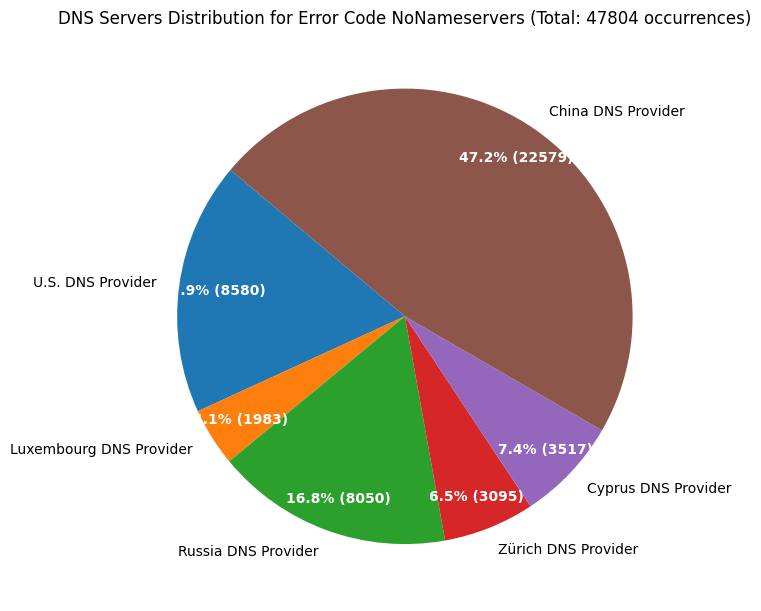 DNS Servers Distribution for Error Code NoNameservers (Total: 47804 occurrences)
China DNS Provider
47.2% (22579)
U.S. DNS Provider
.9% (8580)
Luxembourg DNS Provider
.1% (1983)
Russia DNS Provider
16.8% (8050)
Zürich DNS Provider
6.5% (3095)
Cyprus DNS Provider
7.4% (3517)